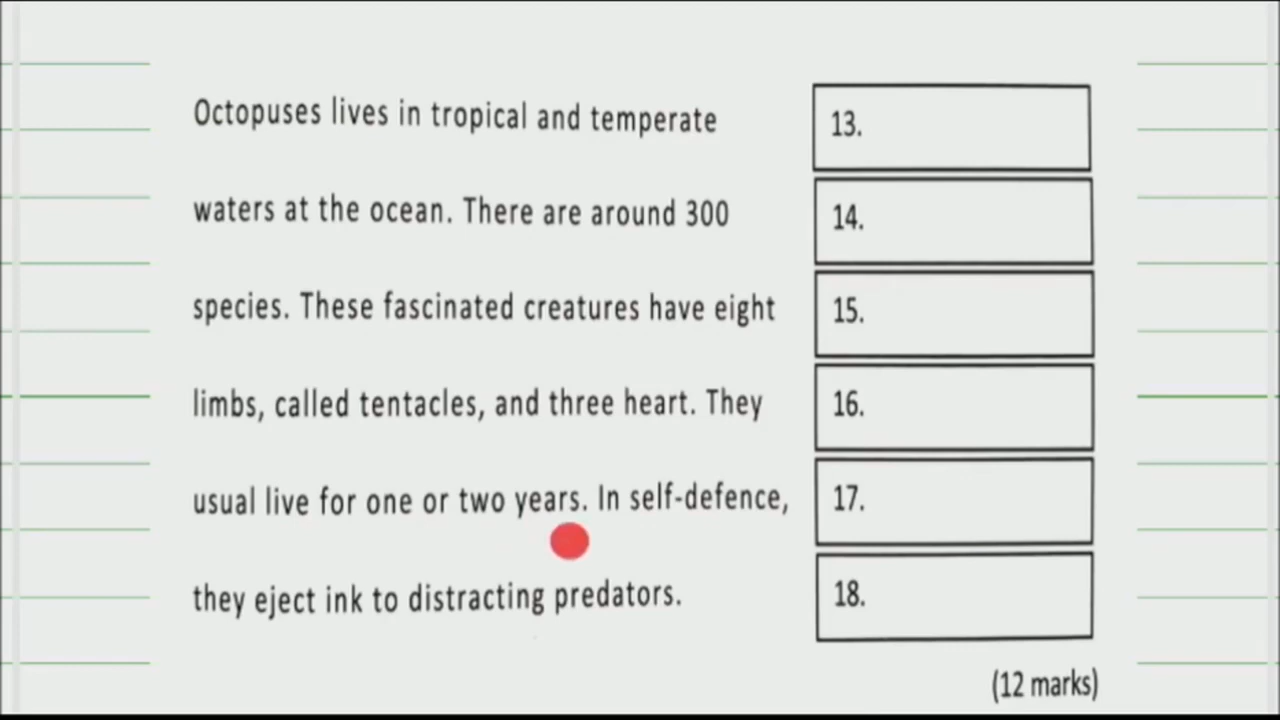 Octopuses lives in tropical and temperate
13.
waters at the ocean. There are around 300
14.
species. These fascinated creatures have eight
15.
limbs, called tentacles, and three heart. They
16.
usual live for one or two years. In self-defence,
17.
they eject ink to distracting predators.
18.
(12 marks)